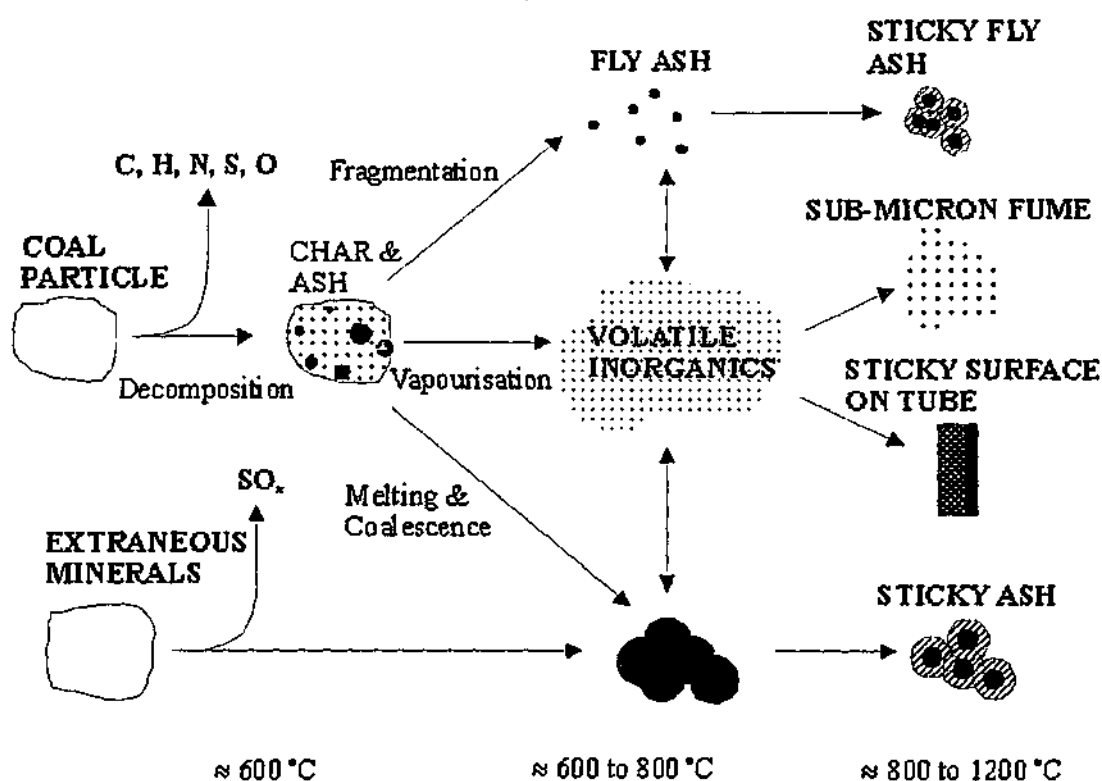 STICKY FLY
ASH
FLY ASH
C, H, N, S, O
Fragmentation
SUB-MICRON FUME
COAL
PARTICLE
CHAR &
ASH
VOLATILE
INORGANICS
Decomposition
Vapourisation
STICKY SURFACE
ON TUBE
SOₓ
Melting &
Coalescence
EXTRANEOUS
MINERALS
STICKY ASH
≈ 600 °C
≈ 600 to 800 °C
≈ 800 to 1200 °C